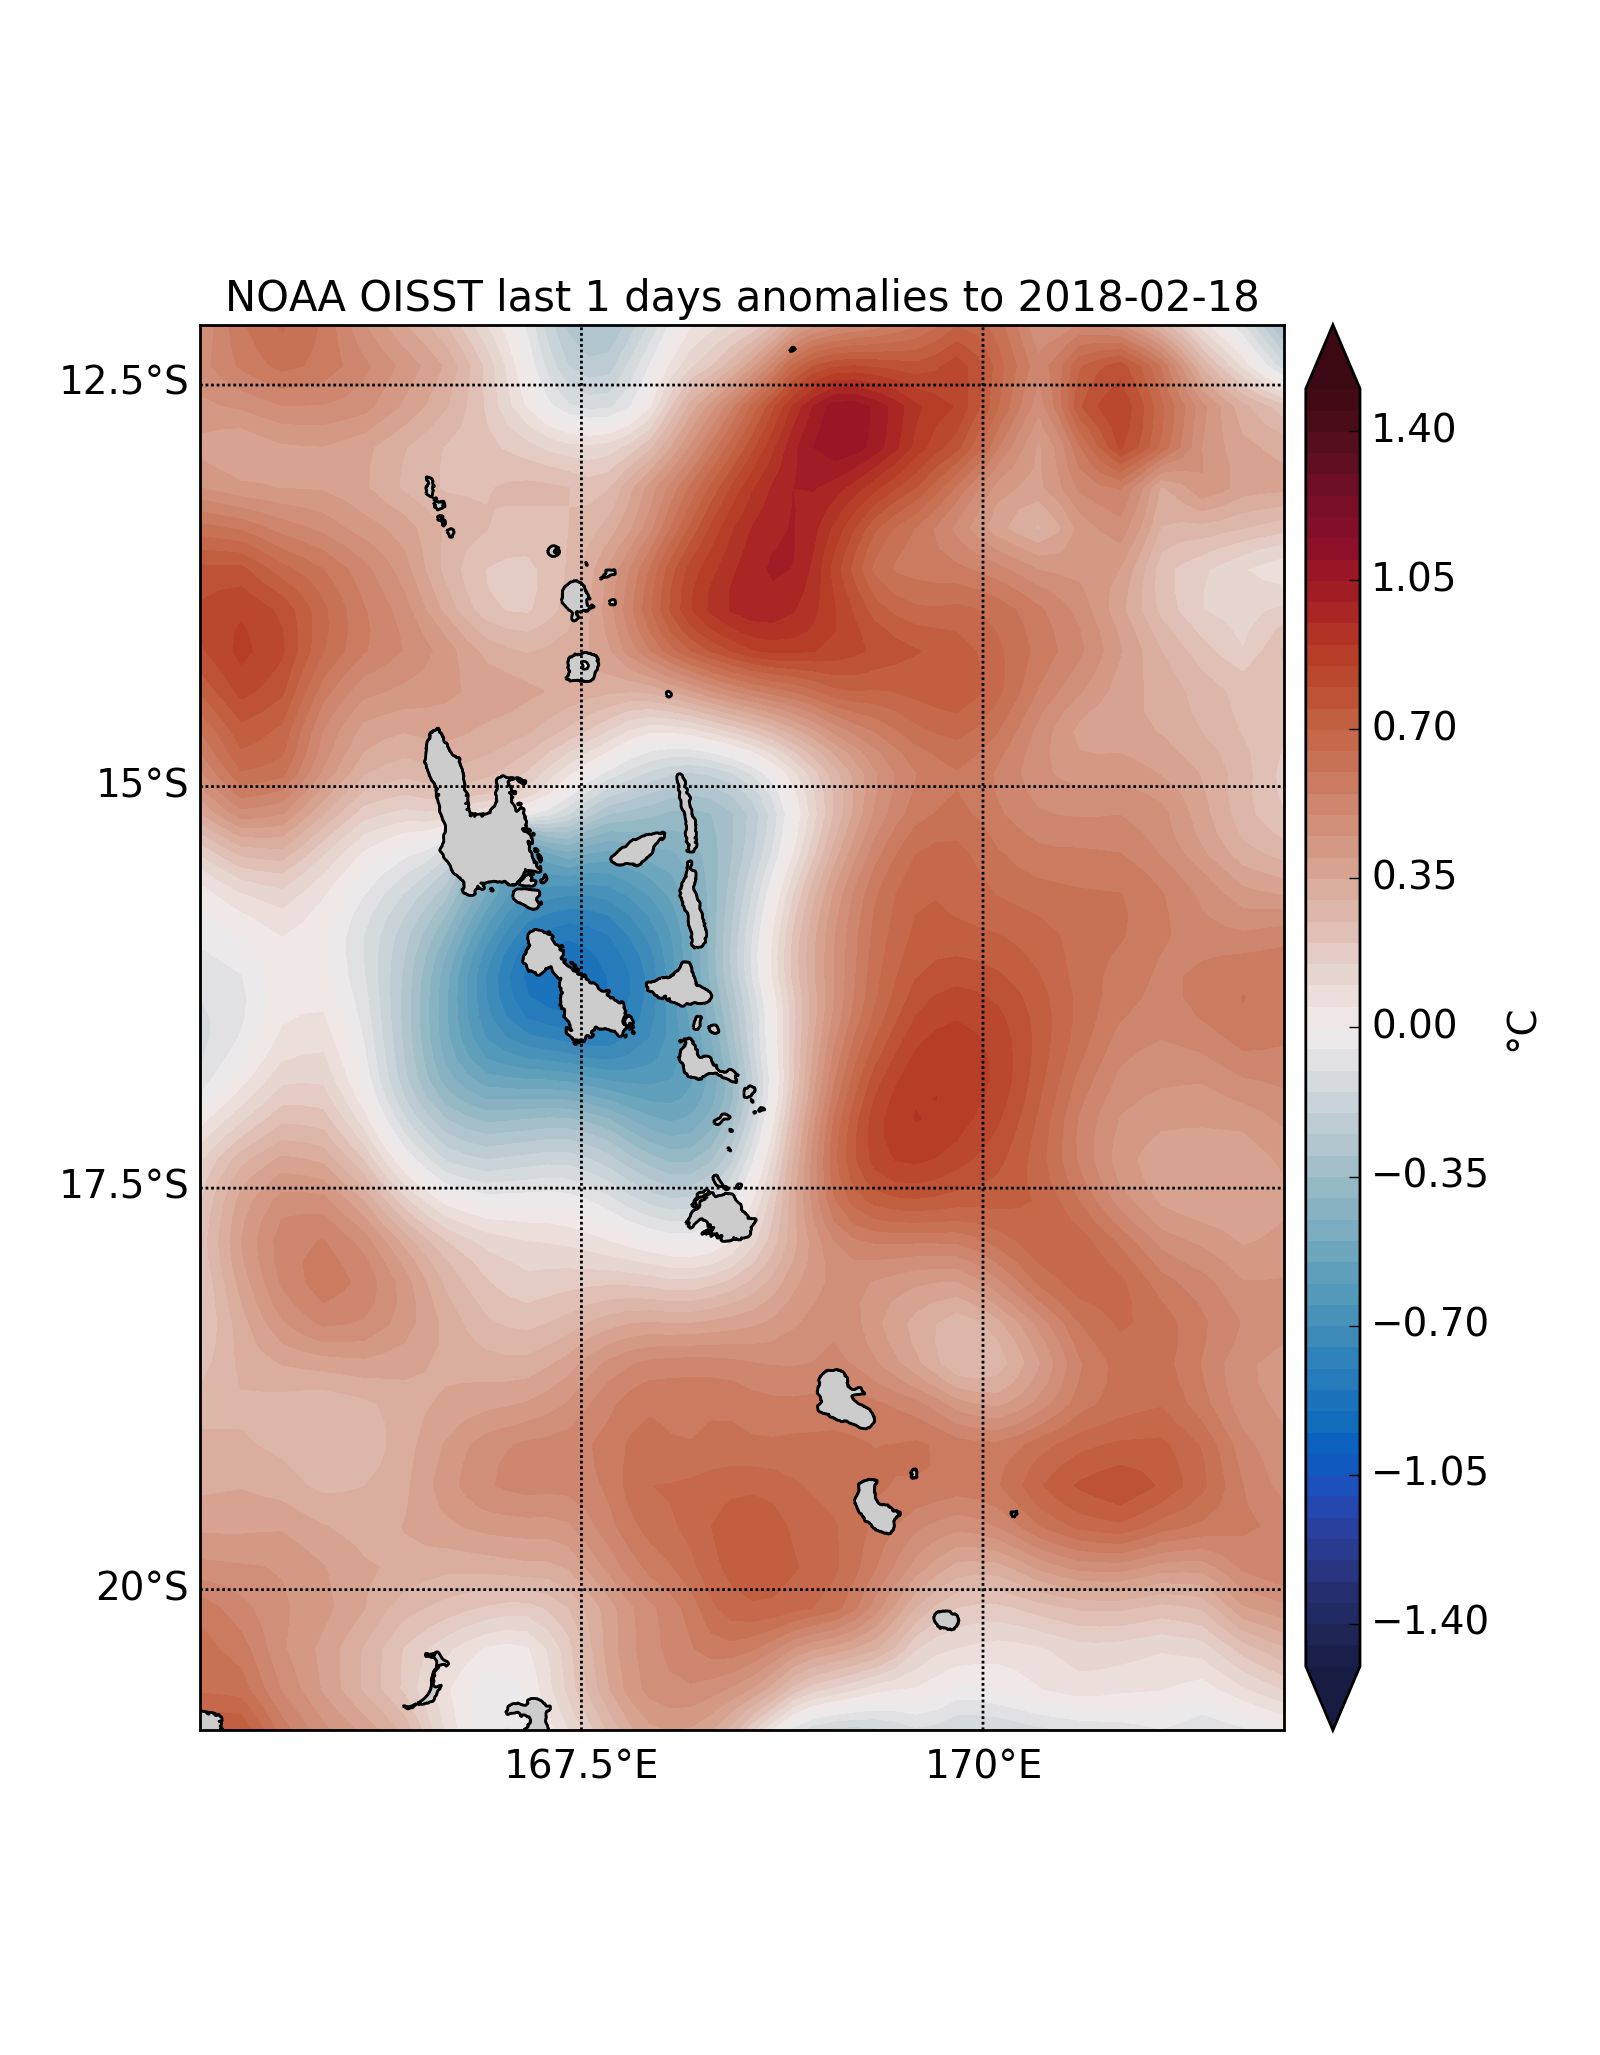 NOAA OISST last 1 days anomalies to 2018-02-18
12.5°S
15°S
17.5°S
20°S
167.5°E
170°E
1.40
1.05
0.70
0.35
0.00
−0.35
−0.70
−1.05
−1.40
°C